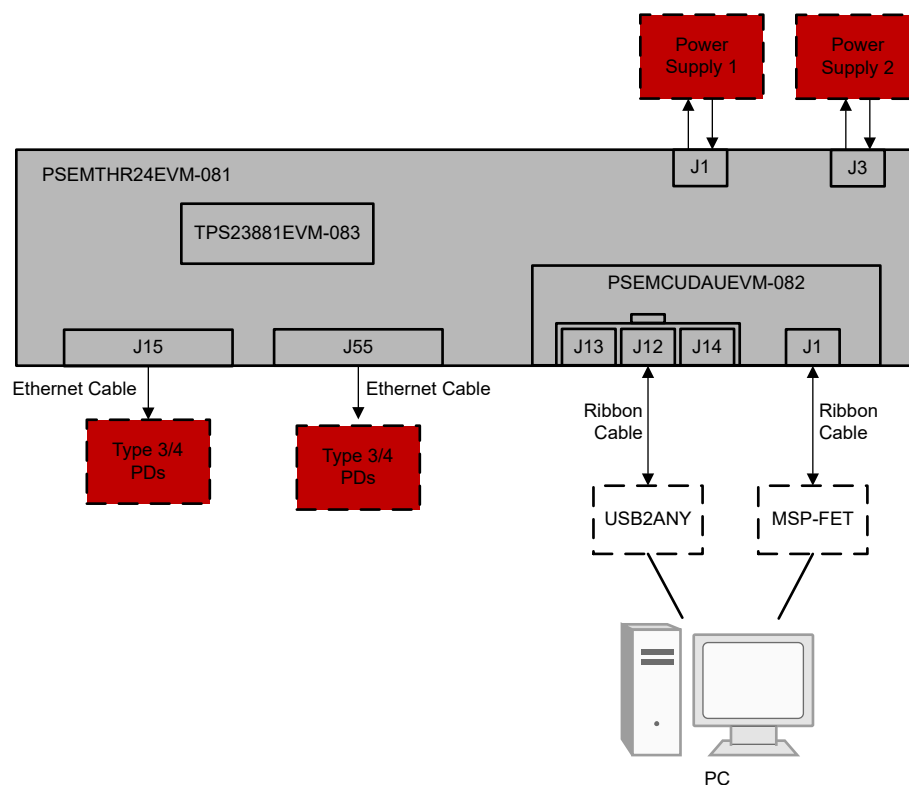 Power
Supply 1
Power
Supply 2
PSEMTHR24EVM-081
J1
J3
TPS23881EVM-083
PSEMCUDAUEVM-082
J15
J55
J13
J12
J14
J1
Ethernet Cable
Ethernet Cable
Ribbon
Cable
Ribbon
Cable
Type 3/4
PDs
Type 3/4
PDs
USB2ANY
MSP-FET
PC